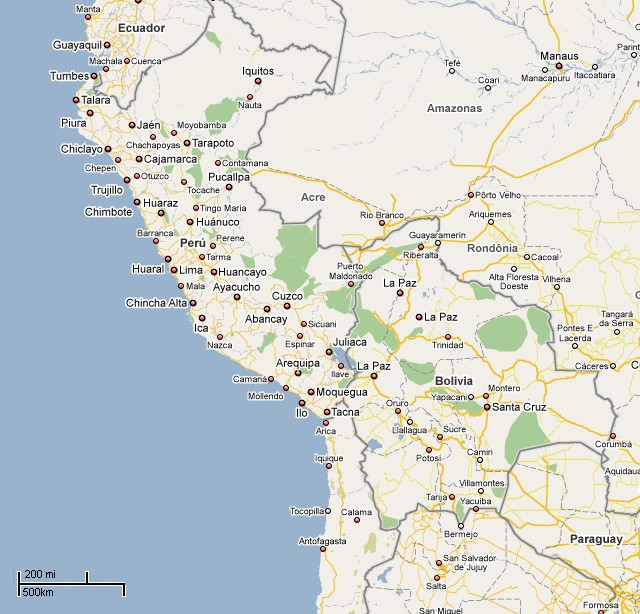 Manta
Ecuador
Guayaquil
Machala
Cuenca
Manaus
Parin
Tefé
Manacapuru
Itacoatiara
Coari
Tumbes
Iquitos
Nauta
Talara
Amazonas
Piura
Jaén
Moyobamba
Chachapoyas
Tarapoto
Chiclayo
Chepen
Cajamarca
Contamana
Otuzco
Tocache
Pucallpa
Trujillo
Acre
Pôrto Velho
Chimbote
Huaraz
Tingo Maria
Rio Branco
Ariquemes
Huánuco
Barranca
Perú
Perene
Guayaramerin
Rondônia
Riberalta
Tarma
Cacoal
Huaral
Lima
Huancayo
Puerto
Maldonado
Alta Floresta
Doeste
Vilhena
Mala
Ayacucho
La Paz
Chincha Alta
Cuzco
Abancay
Ica
Sicuani
La Paz
Tangará
da Serra
Pontes E
Lacerda
Nazca
Espinar
Juliaca
Trinidad
Arequipa
Ilave
La Paz
Cáceres
Camaná
Bolivia
Mollendo
Moquegua
Montero
Yapacani
Ilo
Tacna
Oruro
Santa Cruz
Arica
Llallagua
Sucre
Corumbá
Iquique
Potosí
Camiri
Aquidaua
Villamontes
Tarija
Yacuiba
Tocopilla
Calama
Bermejo
Antofagasta
Paraguay
San Salvador
de Jujuy
200 mi
500km
Salta
San Miguel
Formosa